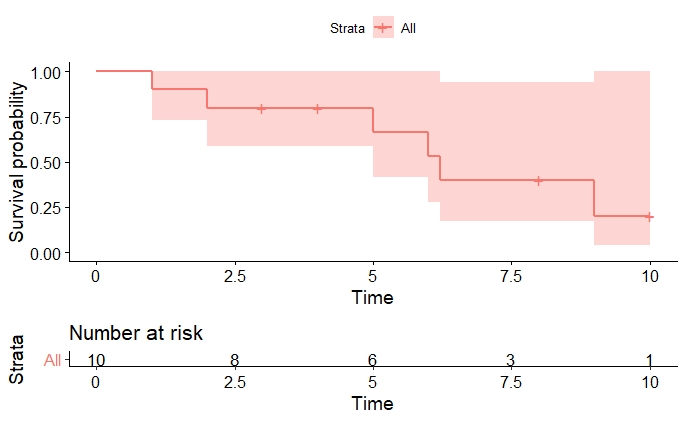 Strata All
Survival probability
1.00
0.75
0.50
0.25
0.00
0 2.5 5 7.5 10
Time
Number at risk
Strata
All 10 8 6 3 1
0 2.5 5 7.5 10
Time